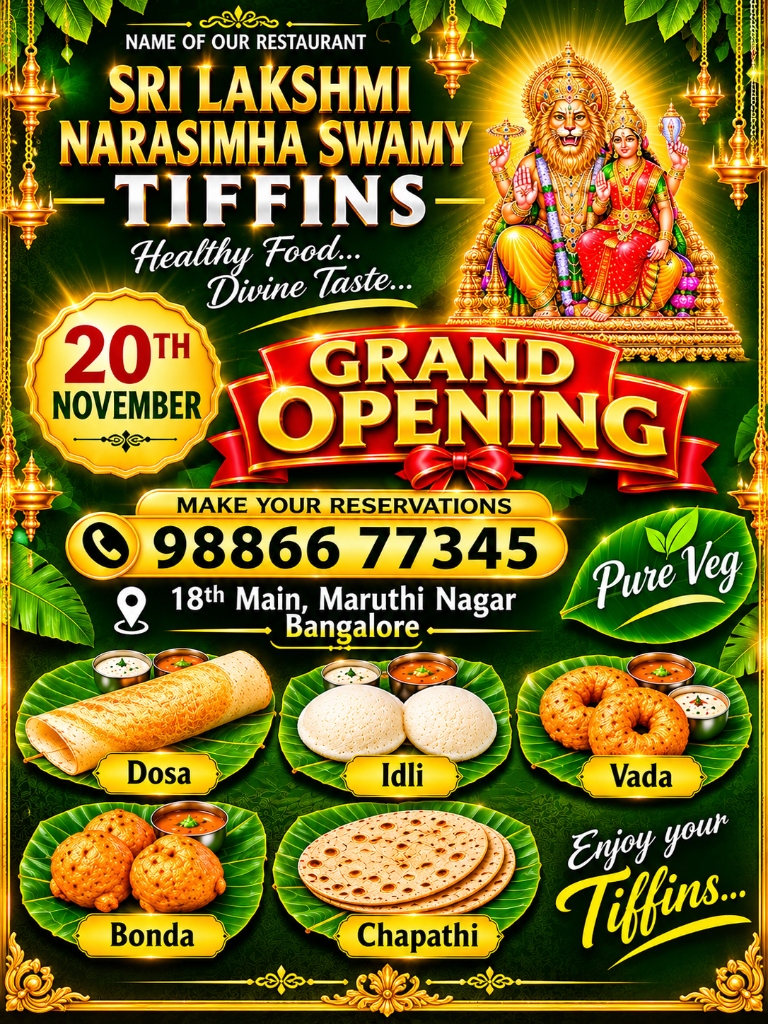 NAME OF OUR RESTAURANT
SRI LAKSHMI
NARASIMHA SWAMY
TIFFINS
Healthy Food...
Divine Taste...
20TH
NOVEMBER
GRAND
OPENING
MAKE YOUR RESERVATIONS
98866 77345
18th Main, Maruthi Nagar
Bangalore
Pure Veg
Dosa
Idli
Vada
Bonda
Chapathi
Enjoy your
Tiffins...